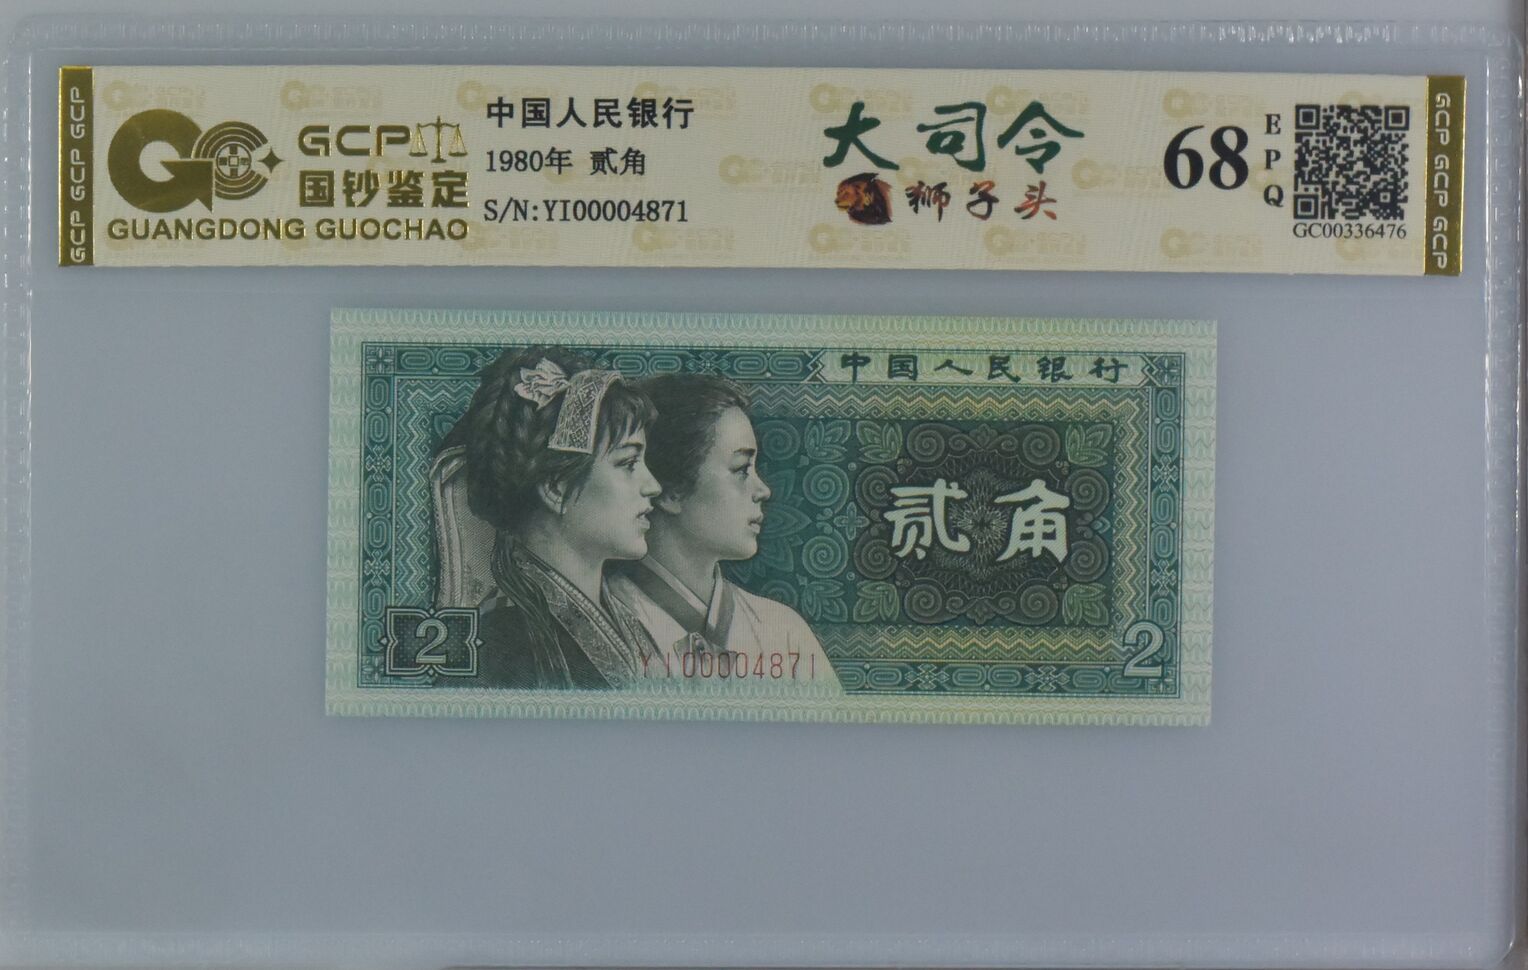 GCP GCP GCP
GCP
国钞鉴定
GUANGDONG GUOCHAO
中国人民银行
1980年 贰角
S/N:YI00004871
大司令
狮子头
68
EPQ
GC00336476
GCP GCP GCP
中国人民银行
贰角
2
YI00004871
2